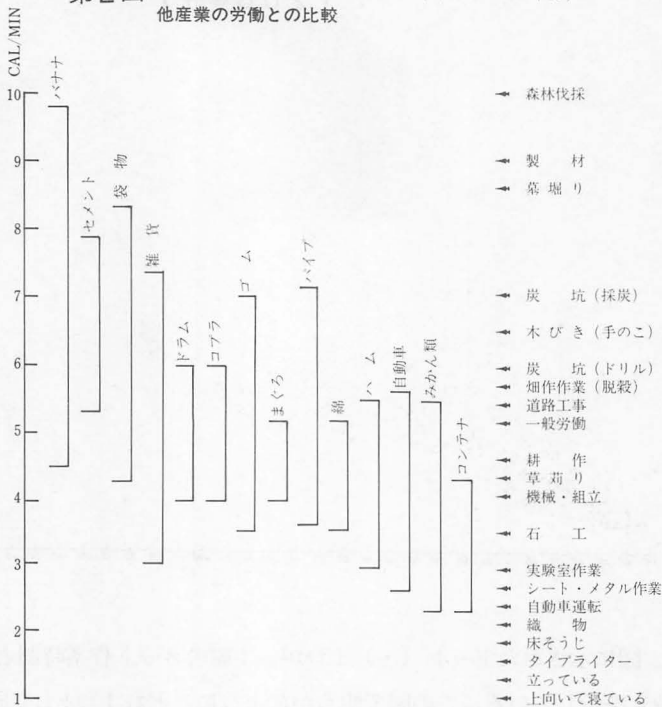 他産業の労働との比較
CAL/MIN
10
9
8
7
6
5
4
3
2
1
バナナ
セメント
袋物
雑貨
ドラム
コプラ
ゴム
まぐろ
パイプ
綿
ハム
自動車
みかん類
コンテナ
森林伐採
製材
墓堀り
炭坑(採炭)
木びき(手のこ)
炭坑(ドリル)
畑作作業(脱穀)
道路工事
一般労働
耕作
草苅り
機械・組立
石工
実験室作業
シート・メタル作業
自動車運転
織物
床そうじ
タイプライター
立っている
上向いて寝ている